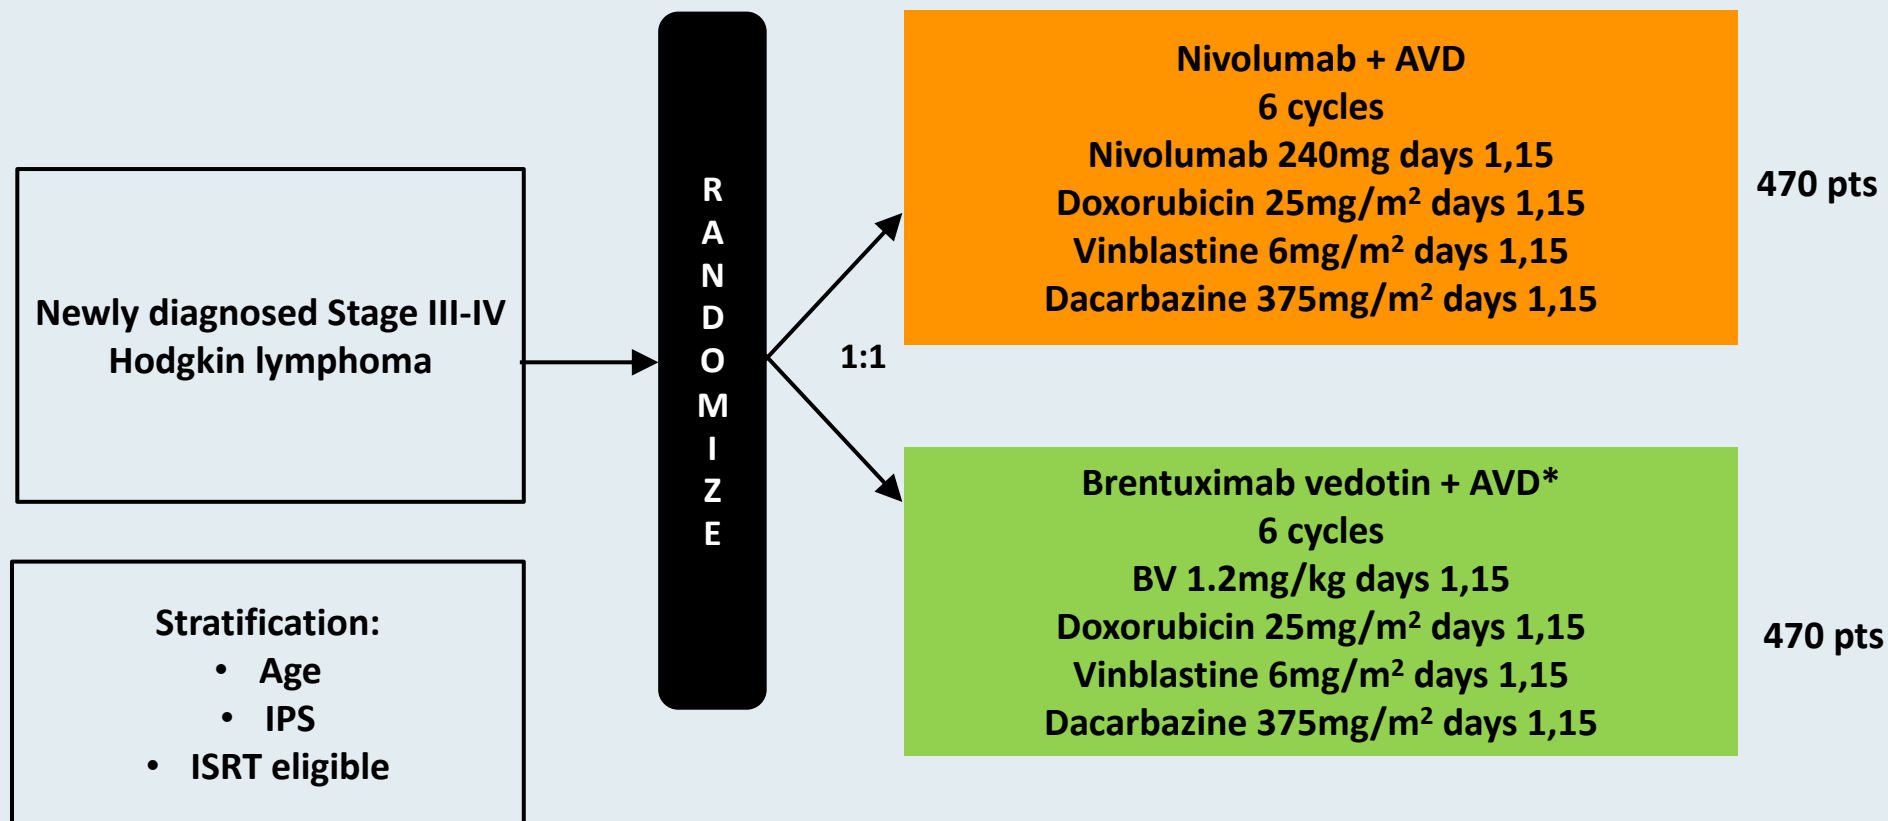 Newly diagnosed Stage III-IV
Hodgkin lymphoma
Stratification:
• Age
• IPS
• ISRT eligible
R
A
N
D
O
M
I
Z
E
1:1
Nivolumab + AVD
6 cycles
Nivolumab 240mg days 1,15
Doxorubicin 25mg/m² days 1,15
Vinblastine 6mg/m² days 1,15
Dacarbazine 375mg/m² days 1,15
470 pts
Brentuximab vedotin + AVD*
6 cycles
BV 1.2mg/kg days 1,15
Doxorubicin 25mg/m² days 1,15
Vinblastine 6mg/m² days 1,15
Dacarbazine 375mg/m² days 1,15
470 pts